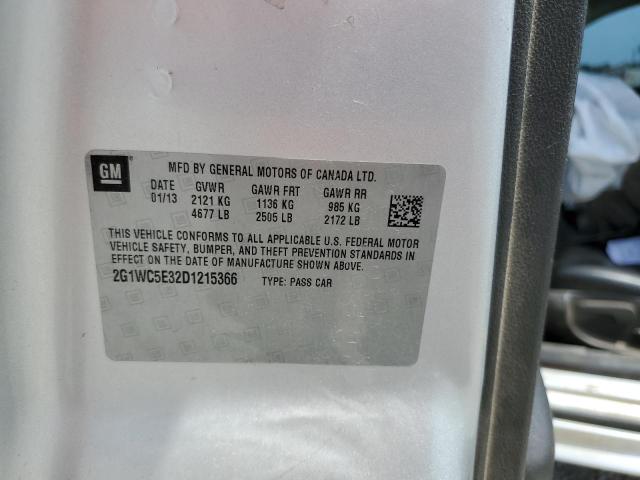 GM
MFD BY GENERAL MOTORS OF CANADA LTD.
DATE GVWR GAWR FRT GAWR RR
01/13 2121 KG 1136 KG 985 KG
4677 LB 2505 LB 2172 LB
THIS VEHICLE CONFORMS TO ALL APPLICABLE U.S. FEDERAL MOTOR
VEHICLE SAFETY, BUMPER, AND THEFT PREVENTION STANDARDS IN
EFFECT ON THE DATE OF MANUFACTURE SHOWN ABOVE.
2G1WC5E32D1215366 TYPE: PASS CAR